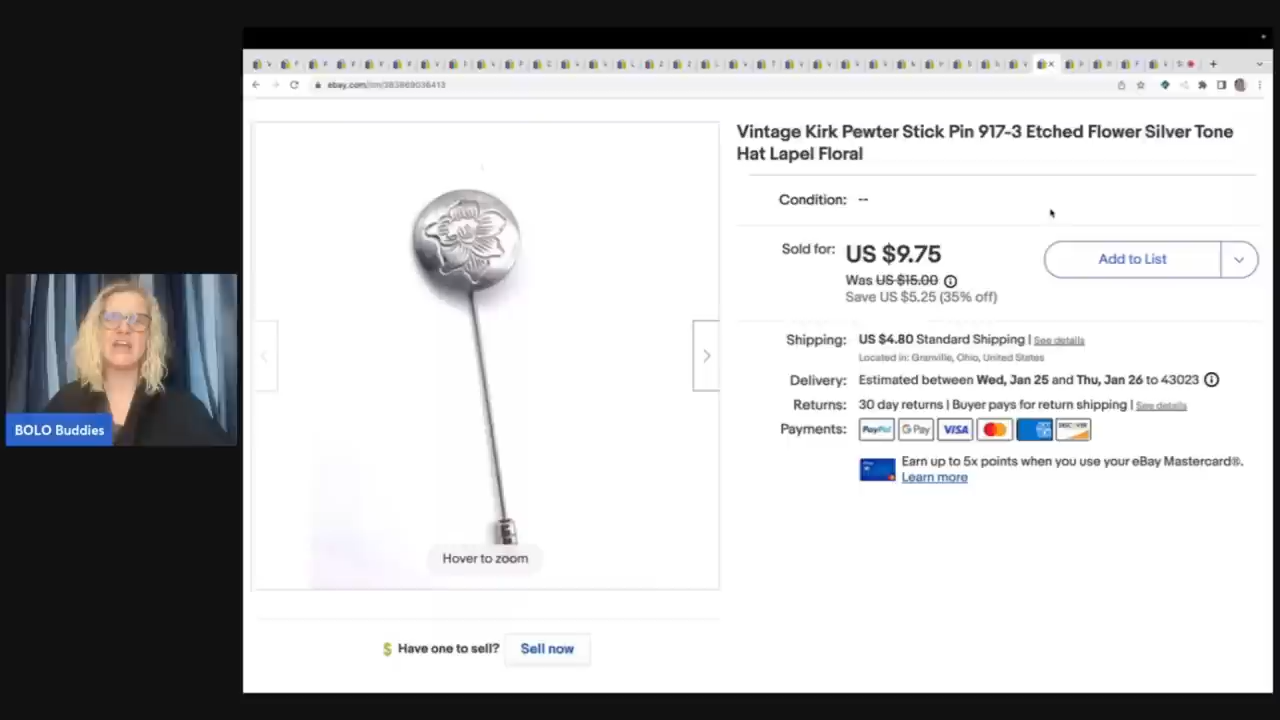 ebay.com/itm/383869036413
Vintage Kirk Pewter Stick Pin 917-3 Etched Flower Silver Tone
Hat Lapel Floral
Condition: --
Sold for: US $9.75
Add to List
Was US $15.00
Save US $5.25 (35% off)
Shipping: US $4.80 Standard Shipping | See details
Located in: Granville, Ohio, United States
Delivery: Estimated between Wed, Jan 25 and Thu, Jan 26 to 43023
Returns: 30 day returns | Buyer pays for return shipping | See details
Payments: PayPal G Pay VISA DISCOVER
Earn up to 5x points when you use your eBay Mastercard®.
Learn more
BOLO Buddies
Hover to zoom
$ Have one to sell? Sell now